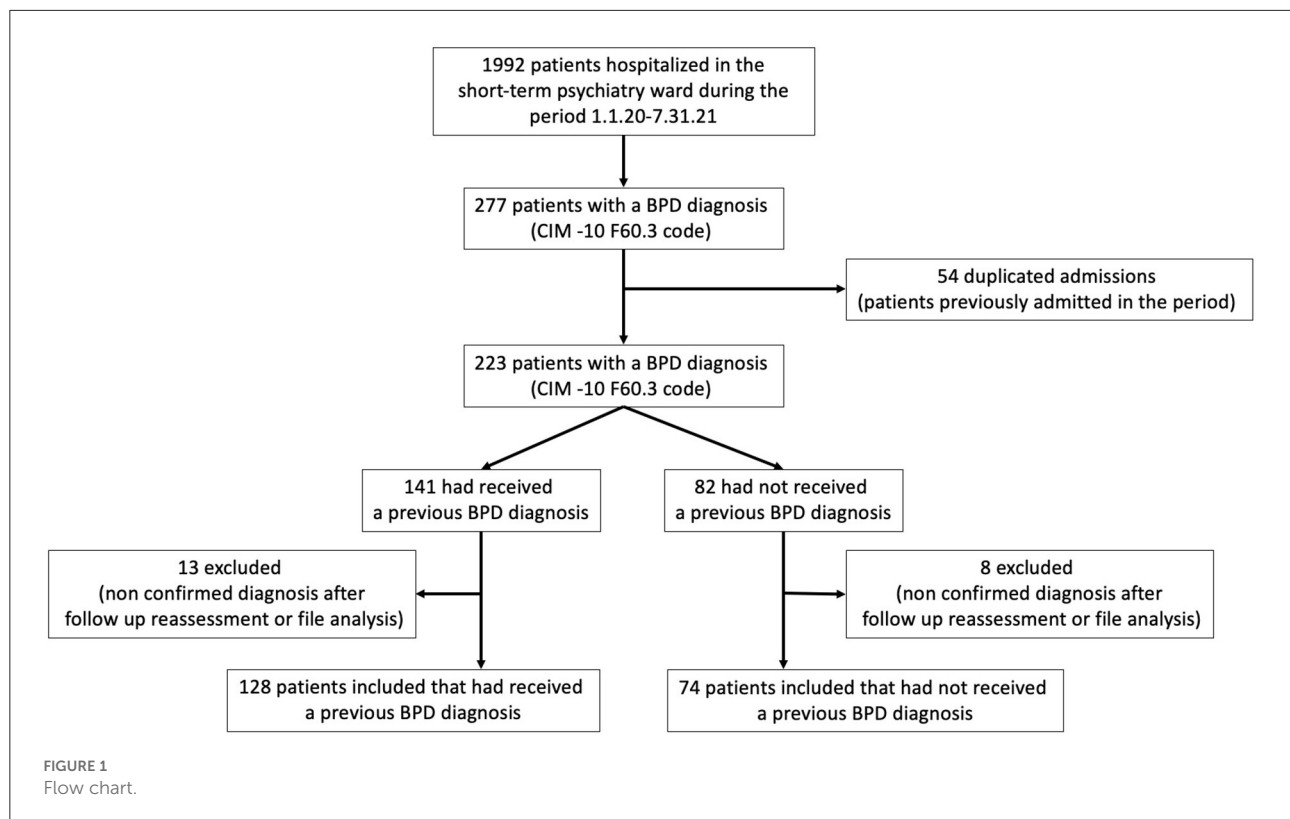 1992 patients hospitalized in the
short-term psychiatry ward during the
period 1.1.20-7.31.21
277 patients with a BPD diagnosis
(CIM -10 F60.3 code)
54 duplicated admissions
(patients previously admitted in the period)
223 patients with a BPD diagnosis
(CIM -10 F60.3 code)
141 had received
a previous BPD diagnosis
82 had not received
a previous BPD diagnosis
13 excluded
(non confirmed diagnosis after
follow up reassessment or file analysis)
8 excluded
(non confirmed diagnosis after
follow up reassessment or file analysis)
128 patients included that had received
a previous BPD diagnosis
74 patients included that had not received
a previous BPD diagnosis
FIGURE 1
Flow chart.